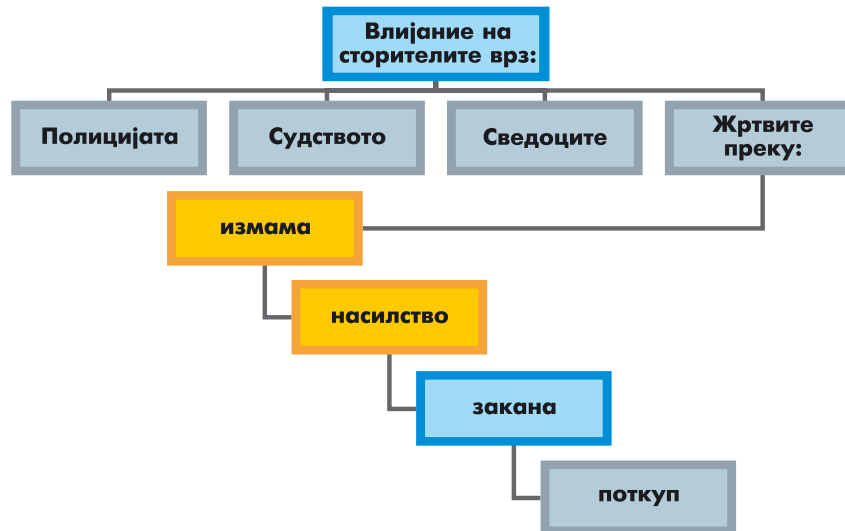 Влијание на
сторителите врз:
Полицијата
Судството
Сведоците
Жртвите
преку:
измама
насилство
закана
поткуп